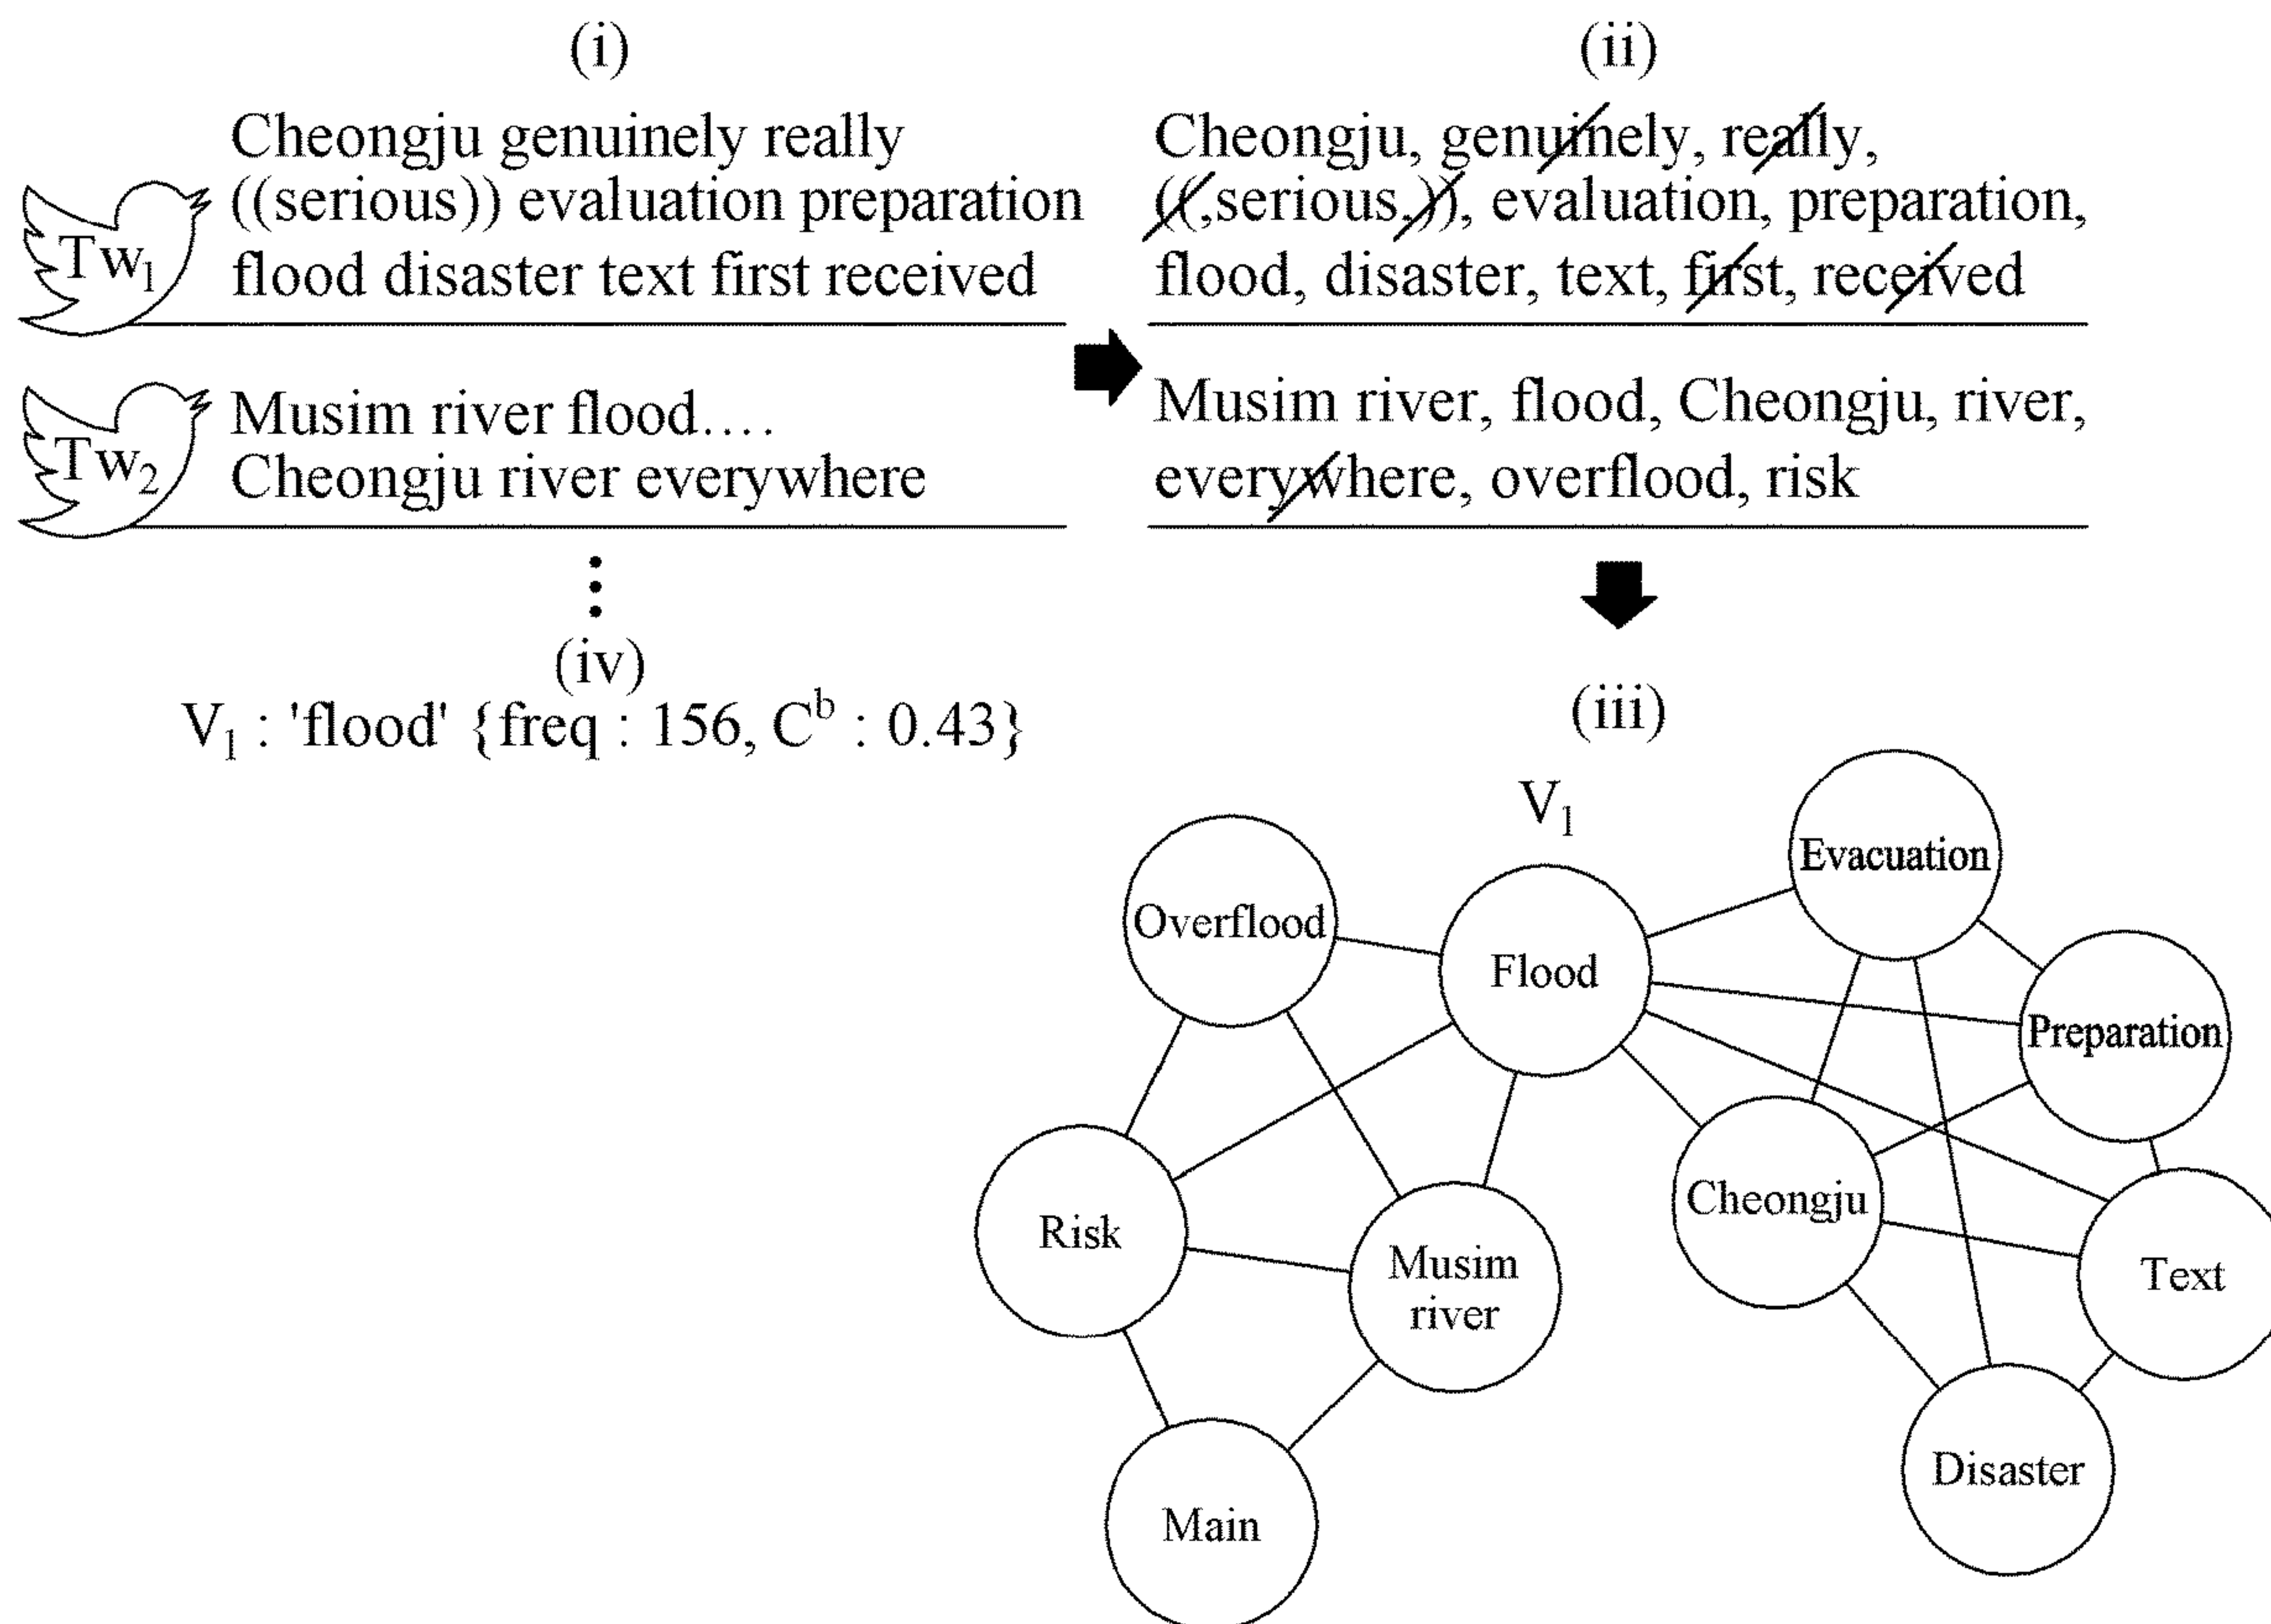 (i)
Cheongju genuinely really
((serious)) evaluation preparation
flood disaster text first received
Tw1
Musim river flood....
Cheongju river everywhere
Tw2
(ii)
Cheongju, genuinely, really,
((,serious,)), evaluation, preparation,
flood, disaster, text, first, received
Musim river, flood, Cheongju, river,
everywhere, overflood, risk
(iv)
V1 : 'flood' {freq : 156, Cb : 0.43}
(iii)
V1
Evacuation
Overflood
Flood
Preparation
Cheongju
Risk
Musim
river
Text
Disaster
Main